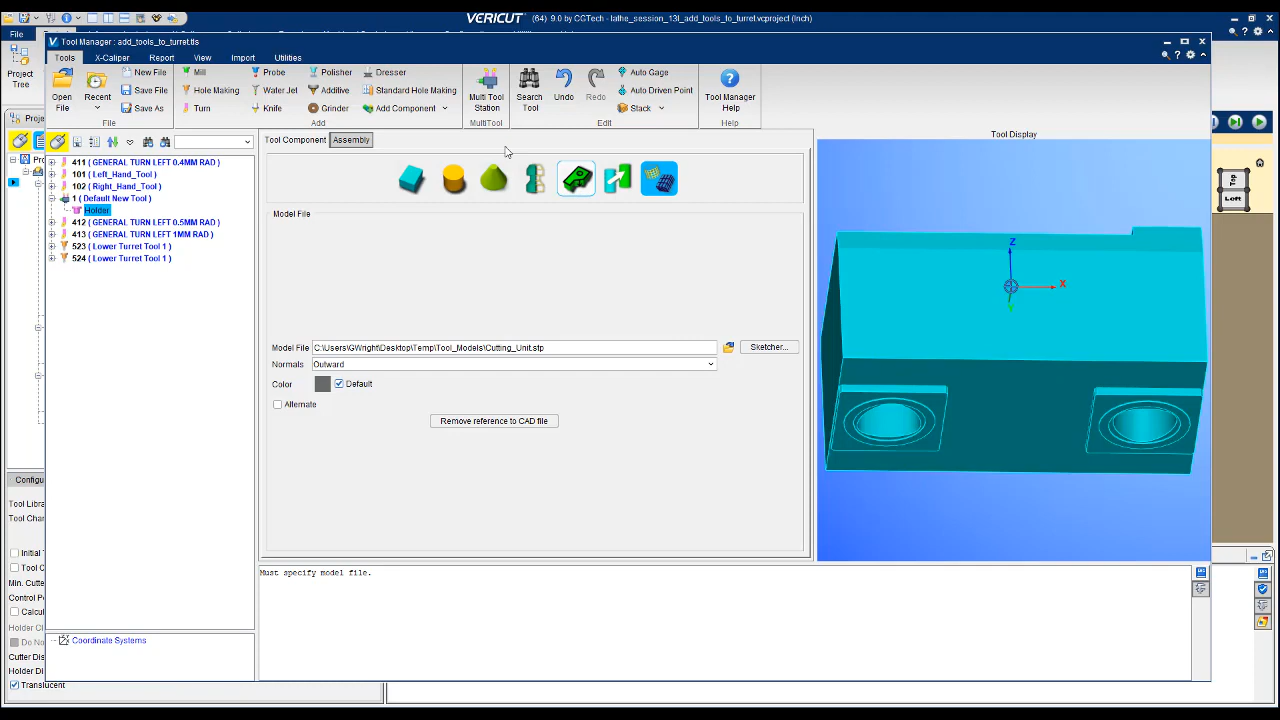 VERICUT (64) 9.0 by CGTech - lathe_session_13l_add_tools_to_turret.vcproject (Inch)
File
Project
Tree
Tool Manager : add_tools_to_turret.tls
Tools X-Caliper Report View Import Utilities
Open
File
Recent
New File
Save File
Save As
File
Mill
Hole Making
Turn
Probe
Water Jet
Knife
Polisher
Additive
Grinder
Dresser
Standard Hole Making
Add Component
Add
Multi Tool
Station
MultiTool
Search
Tool
Undo
Redo
Auto Gage
Auto Driven Point
Stack
Edit
Tool Manager
Help
Help
Proje
Pro
411 ( GENERAL TURN LEFT 0.4MM RAD )
101 ( Left_Hand_Tool )
102 ( Right_Hand_Tool )
1 ( Default New Tool )
Holder
412 ( GENERAL TURN LEFT 0.5MM RAD )
413 ( GENERAL TURN LEFT 1MM RAD )
523 ( Lower Turret Tool 1 )
524 ( Lower Turret Tool 1 )
Coordinate Systems
Tool Component Assembly
Model File
Model File C:\Users\GWright\Desktop\Temp\Tool_Models\Cutting_Unit.stp Sketcher...
Normals Outward
Color Default
Alternate
Remove reference to CAD file
Must specify model file.
Tool Display
Z
X
Y
Top
Left
Configu
Tool Libra
Tool Chan
Initial T
Tool C
Min. Cutte
Control P
Calcul
Holder Cl
Do No
Cutter Dis
Holder Di
Translucent